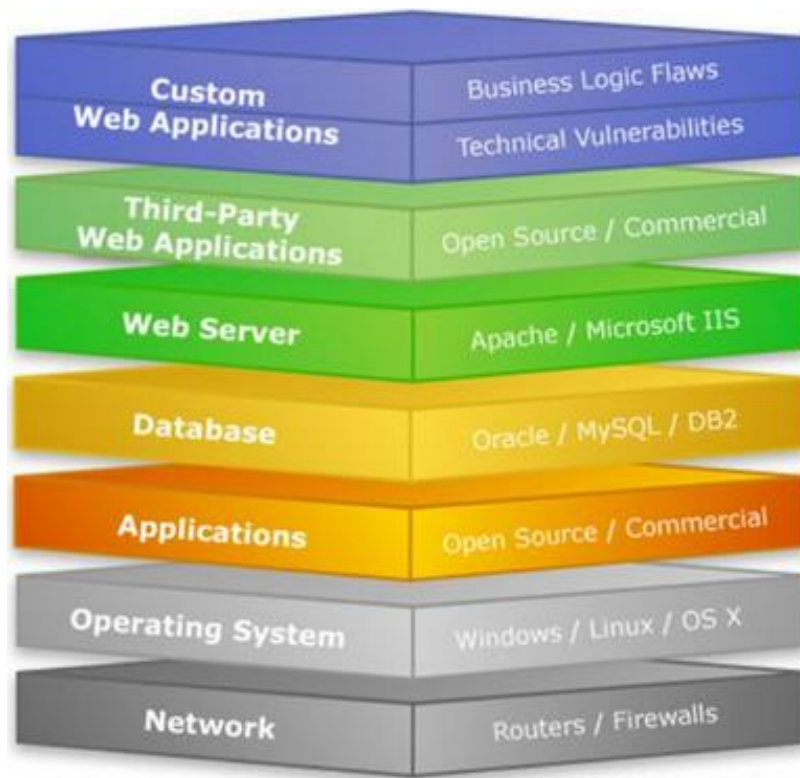 Custom
Web Applications
Business Logic Flaws
Technical Vulnerabilities
Third-Party
Web Applications
Open Source / Commercial
Web Server
Apache / Microsoft IIS
Database
Oracle / MySQL / DB2
Applications
Open Source / Commercial
Operating System
Windows / Linux / OS X
Network
Routers / Firewalls